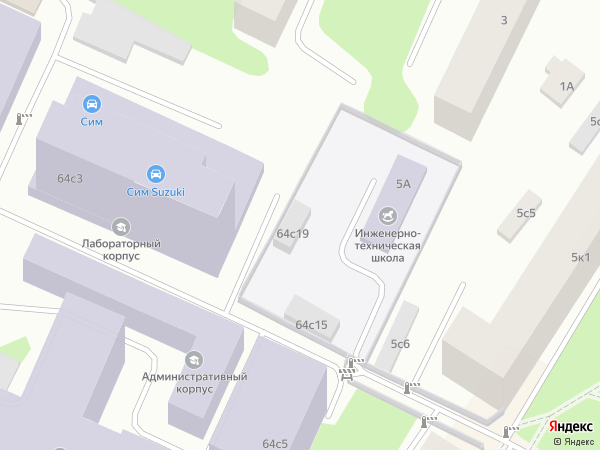 3
1А
5с
Сим
64с3
Сим Suzuki
5А
5с5
Лабораторный
корпус
64с19
Инженерно-
техническая
школа
5к1
64с15
5с6
Административный
корпус
64с5
Яндекс
© Яндекс